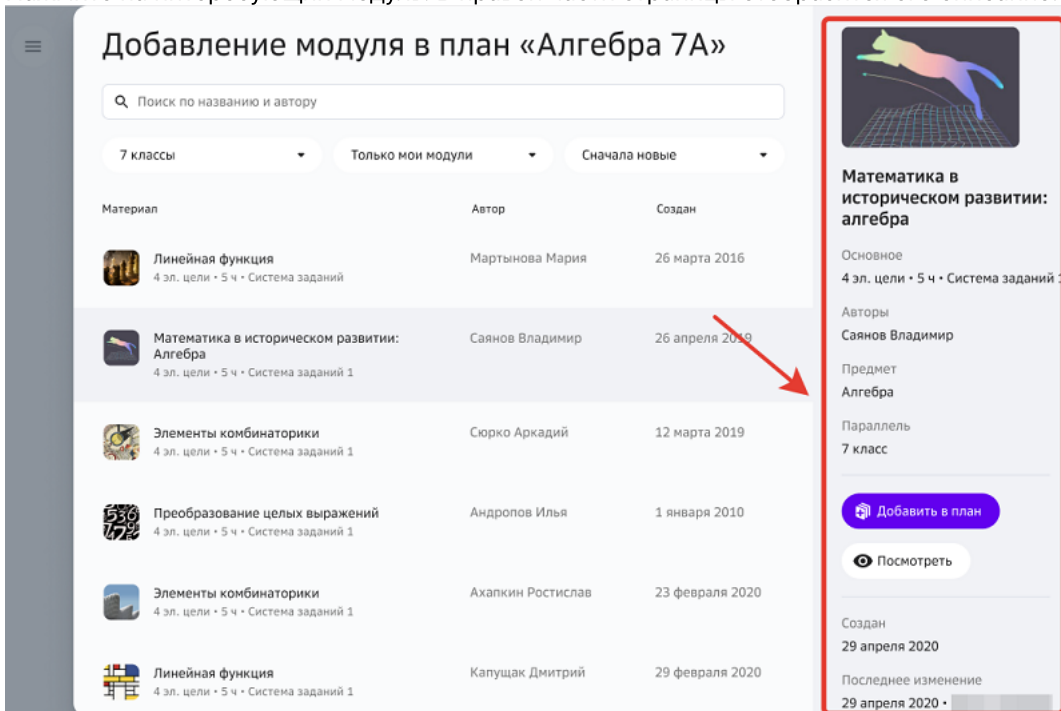 Добавление модуля в план «Алгебра 7А»
Поиск по названию и автору
7 классы
Только мои модули
Сначала новые
Материал Автор Создан
Линейная функция Мартынова Мария 26 марта 2016
4 эл. цели • 5 ч • Система заданий
Математика в историческом развитии: Саянов Владимир 26 апреля 2019
Алгебра
4 эл. цели • 5 ч • Система заданий 1
Элементы комбинаторики Сюрко Аркадий 12 марта 2019
4 эл. цели • 5 ч • Система заданий 1
Преобразование целых выражений Андропов Илья 1 января 2010
4 эл. цели • 5 ч • Система заданий 1
Элементы комбинаторики Ахапкин Ростислав 23 февраля 2020
4 эл. цели • 5 ч • Система заданий 1
Линейная функция Капущак Дмитрий 29 февраля 2020
4 эл. цели • 5 ч • Система заданий 1
Математика в
историческом развитии:
алгебра
Основное
4 эл. цели • 5 ч • Система заданий 1
Авторы
Саянов Владимир
Предмет
Алгебра
Параллель
7 класс
Добавить в план
Посмотреть
Создан
29 апреля 2020
Последнее изменение
29 апреля 2020 •